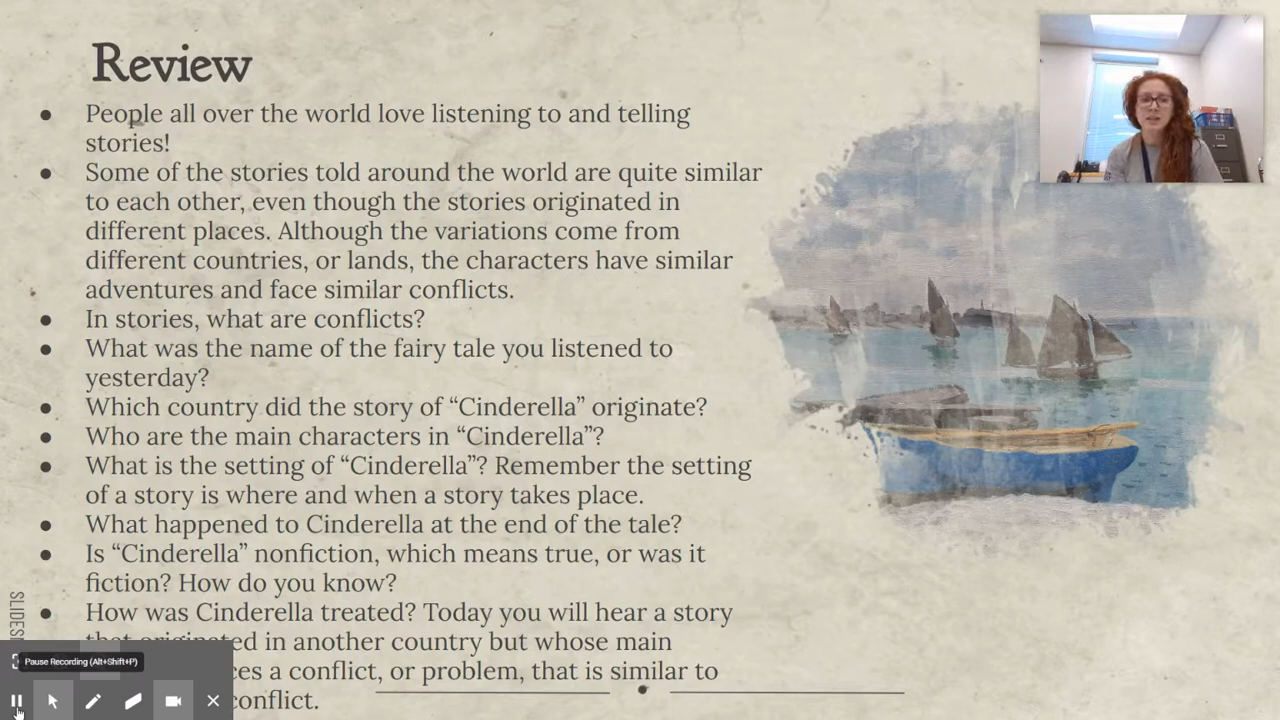 Review
● People all over the world love listening to and telling
stories!
● Some of the stories told around the world are quite similar
to each other, even though the stories originated in
different places. Although the variations come from
different countries, or lands, the characters have similar
adventures and face similar conflicts.
● In stories, what are conflicts?
● What was the name of the fairy tale you listened to
yesterday?
● Which country did the story of “Cinderella” originate?
● Who are the main characters in “Cinderella”?
● What is the setting of “Cinderella”? Remember the setting
of a story is where and when a story takes place.
● What happened to Cinderella at the end of the tale?
● Is “Cinderella” nonfiction, which means true, or was it
fiction? How do you know?
● How was Cinderella treated? Today you will hear a story
that originated in another country but whose main
a conflict, or problem, that is similar to
conflict.
Pause Recording (Alt+Shift+P)